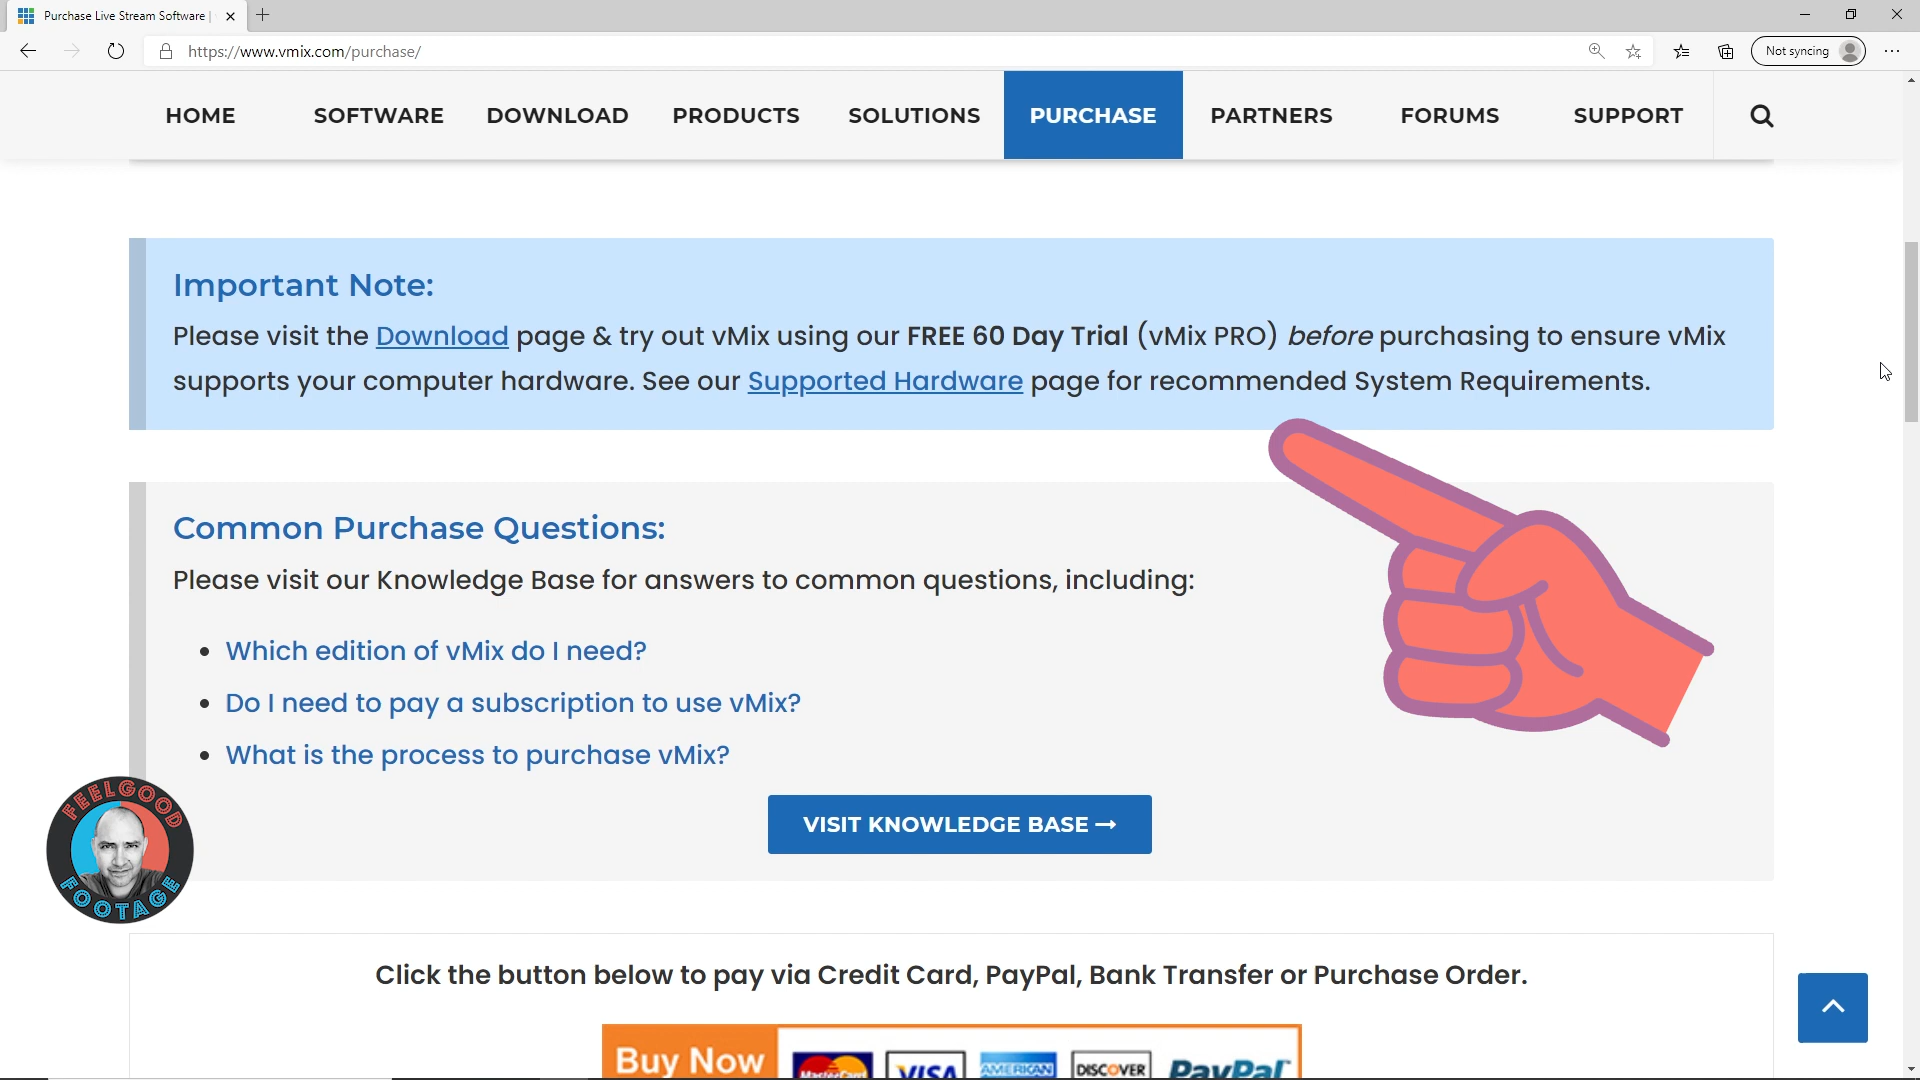 Purchase Live Stream Software |
https://www.vmix.com/purchase/
Not syncing
HOME SOFTWARE DOWNLOAD PRODUCTS SOLUTIONS PURCHASE PARTNERS FORUMS SUPPORT
Important Note:
Please visit the Download page & try out vMix using our FREE 60 Day Trial (vMix PRO) before purchasing to ensure vMix
supports your computer hardware. See our Supported Hardware page for recommended System Requirements.
Common Purchase Questions:
Please visit our Knowledge Base for answers to common questions, including:
• Which edition of vMix do I need?
• Do I need to pay a subscription to use vMix?
• What is the process to purchase vMix?
VISIT KNOWLEDGE BASE →
FEELGOOD
FOOTAGE
Click the button below to pay via Credit Card, PayPal, Bank Transfer or Purchase Order.
Buy Now MasterCard VISA AMERICAN DISCOVER PayPal